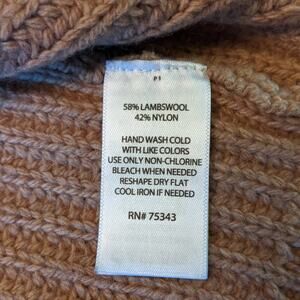 P1
58% LAMBSWOOL
42% NYLON
HAND WASH COLD
WITH LIKE COLORS
USE ONLY NON-CHLORINE
BLEACH WHEN NEEDED
RESHAPE DRY FLAT
COOL IRON IF NEEDED
RN# 75343